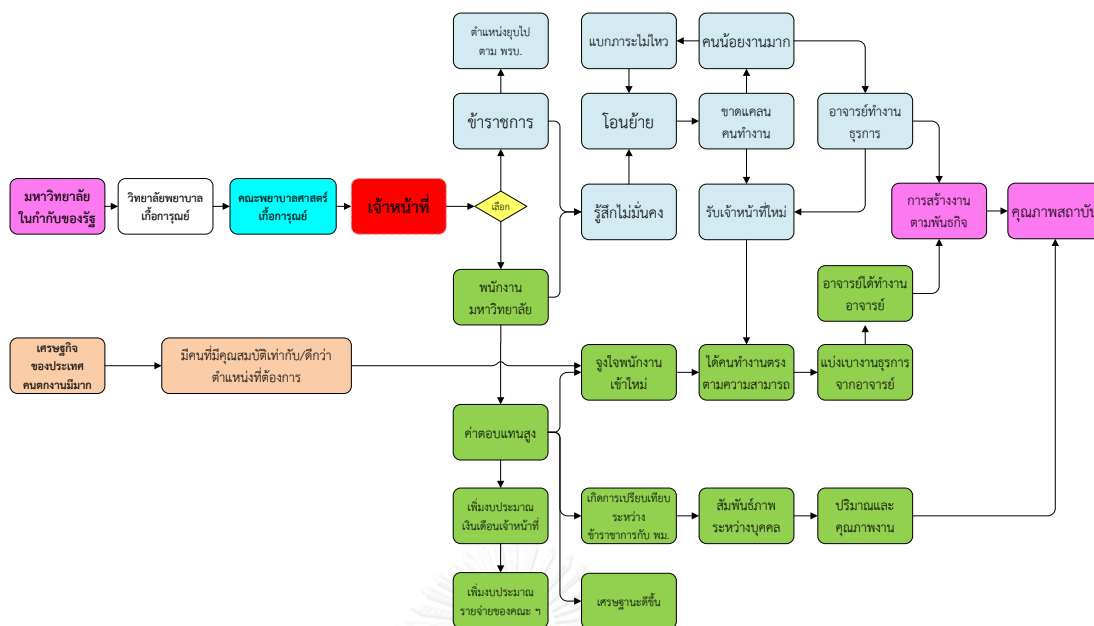 ตำแหน่งยุบไป
ตาม พรบ.
แบกภาระไม่ไหว
คนน้อยงานมาก
ข้าราชการ
โอนย้าย
ขาดแคลน
คนทำงาน
อาจารย์ทำงาน
ธุรการ
มหาวิทยาลัย
ในกำกับของรัฐ
วิทยาลัยพยาบาล
เกื้อการุณย์
คณะพยาบาลศาสตร์
เกื้อการุณย์
เจ้าหน้าที่
เลือก
รู้สึกไม่มั่นคง
รับเจ้าหน้าที่ใหม่
การสร้างงาน
ตามพันธกิจ
คุณภาพสถาบัน
พนักงาน
มหาวิทยาลัย
อาจารย์ได้ทำงาน
อาจารย์
เศรษฐกิจ
ของประเทศ
คนตกงานมีมาก
มีคนที่มีคุณสมบัติเท่ากับ/ดีกว่า
ตำแหน่งที่ต้องการ
จูงใจพนักงาน
เข้าใหม่
ได้คนทำงานตรง
ตามความสามารถ
แบ่งเบางานธุรการ
จากอาจารย์
ค่าตอบแทนสูง
เพิ่มงบประมาณ
เงินเดือนเจ้าหน้าที่
เกิดการเปรียบเทียบ
ระหว่าง
ข้าราชาการกับ พม.
สัมพันธ์ภาพ
ระหว่างบุคคล
ปริมาณและ
คุณภาพงาน
เพิ่มงบประมาณ
รายจ่ายของคณะ ฯ
เศรษฐานะดีขึ้น